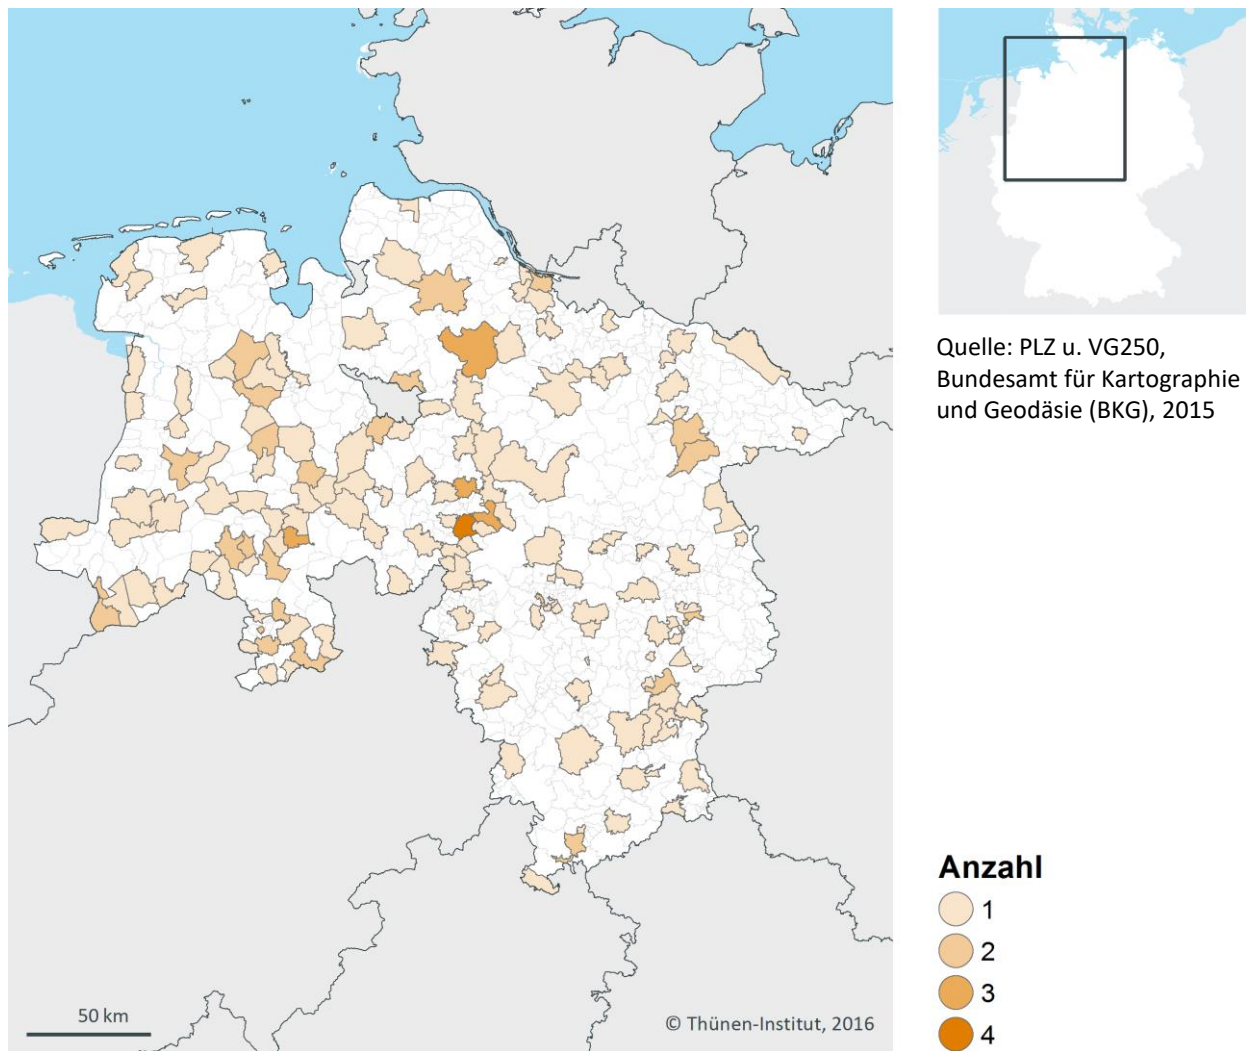 Quelle: PLZ u. VG250,
Bundesamt für Kartographie
und Geodäsie (BKG), 2015
Anzahl
1
2
3
4
50 km
© Thünen-Institut, 2016